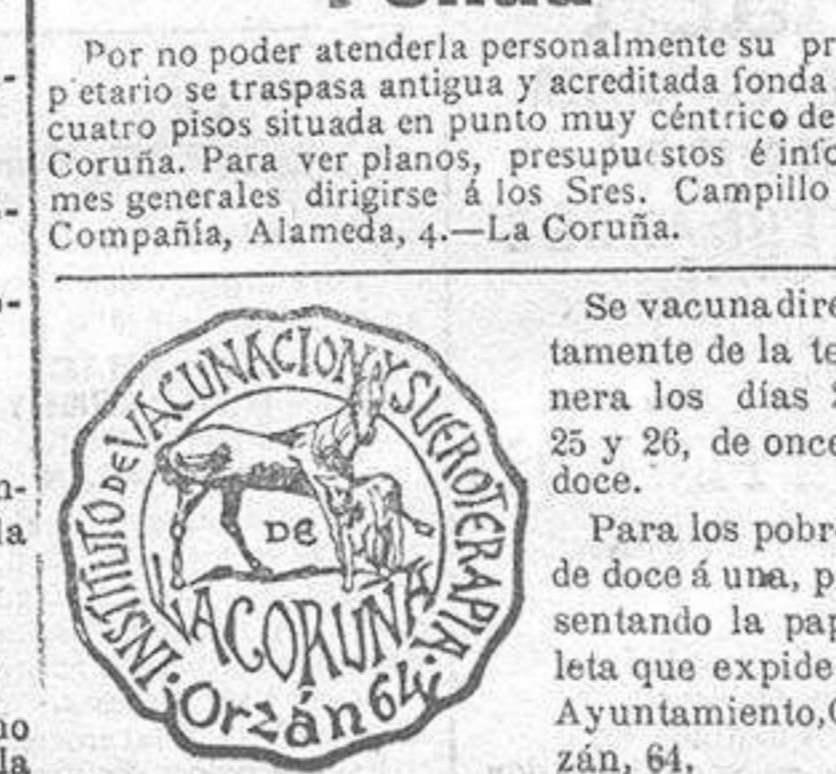 Por no poder atenderla personalmente su pr
p etario se traspasa antigua y acreditada fonda
cuatro pisos situada en punto muy céntrico de
Coruña. Para ver planos, presupuestos é info
mes generales dirigirse á los Sres. Campillo
Compañía, Alameda, 4.—La Coruña.
INSTITUTO DE VACUNACION Y SUEROTERAPIA
DE
LA CORUÑA
Orzán 64
Se vacuna dire
tamente de la te
nera los días
25 y 26, de once
doce.
Para los pobre
de doce á una, p
sentando la pap
leta que expide
Ayuntamiento,
zán, 64.